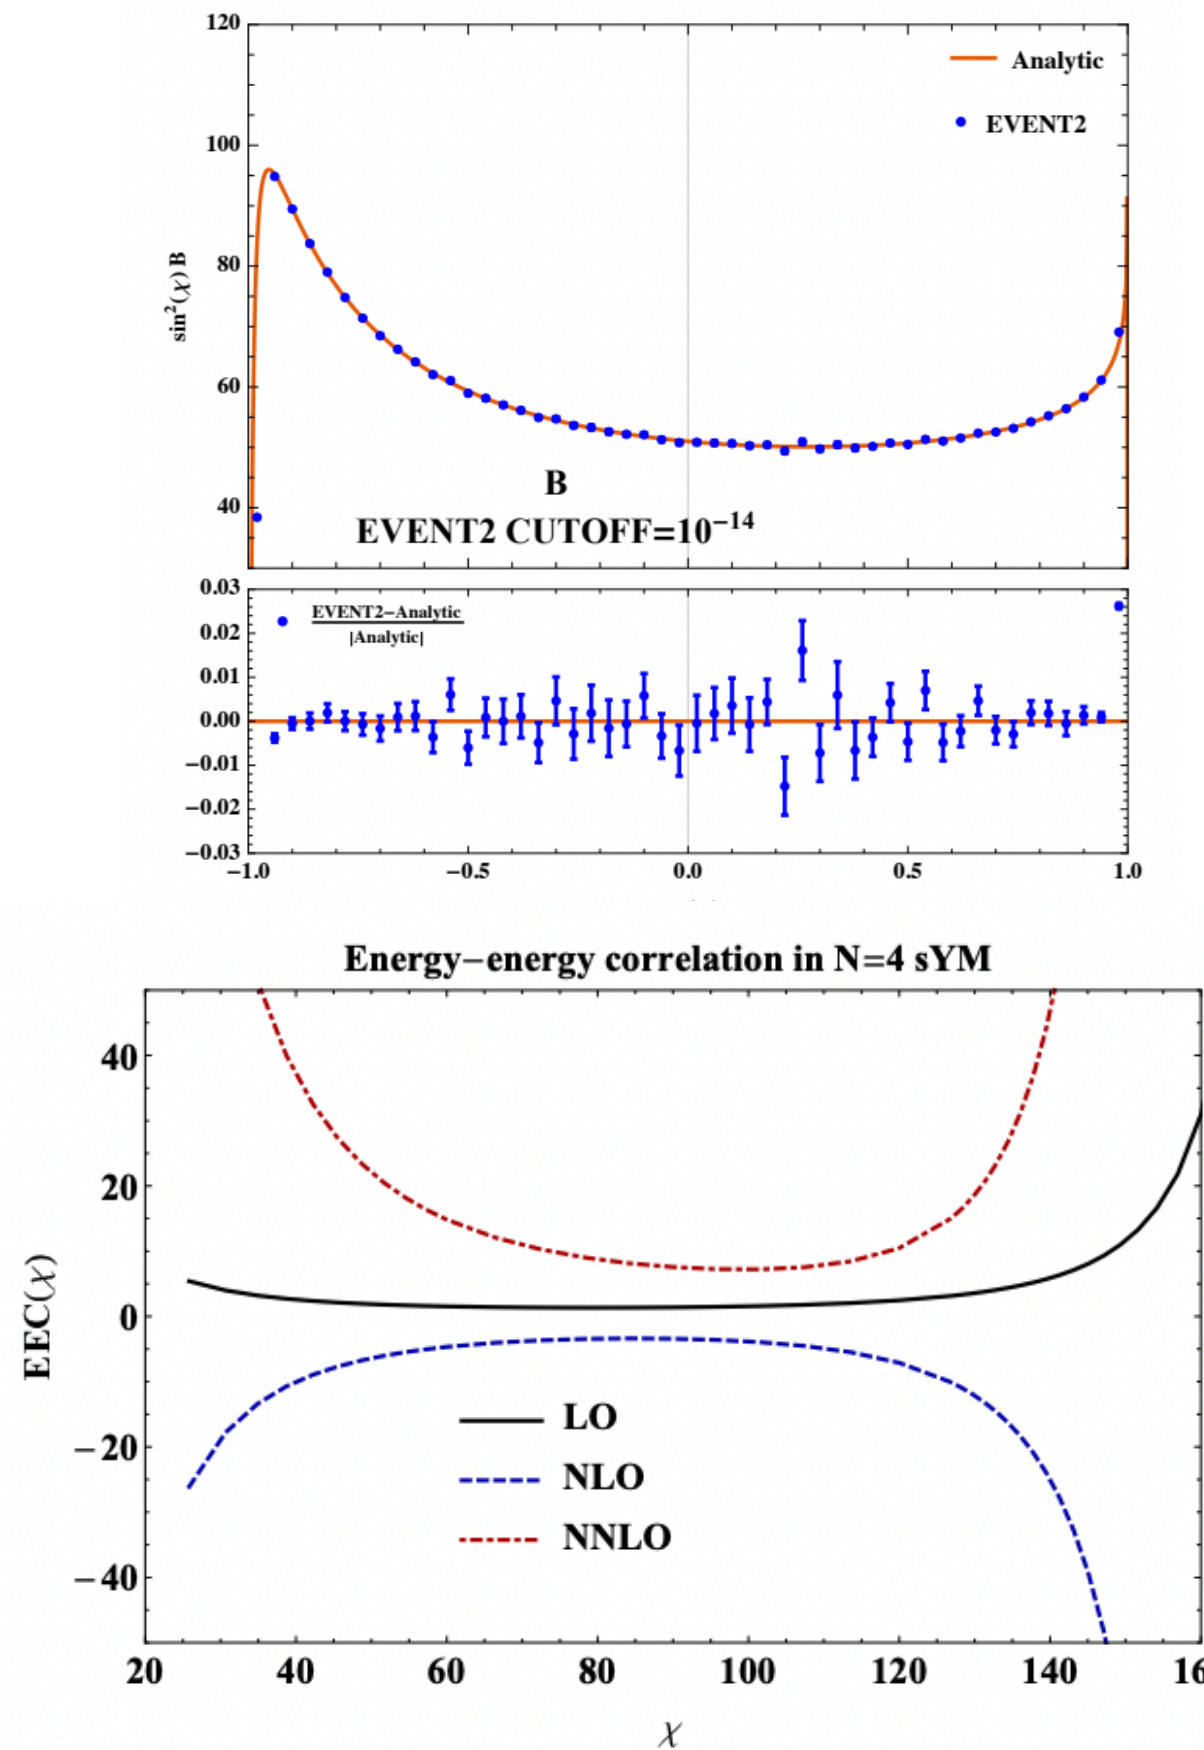 120
Analytic
EVENT2
100
80
sin²(χ) B
60
40
B
EVENT2 CUTOFF=10⁻¹⁴
0.03
EVENT2−Analytic
|Analytic|
0.02
0.01
0.00
−0.01
−0.02
−0.03
−1.0 −0.5 0.0 0.5 1.0
Energy−energy correlation in N=4 sYM
40
20
0
−20
−40
EEC(χ)
LO
NLO
NNLO
20 40 60 80 100 120 140 16
χ